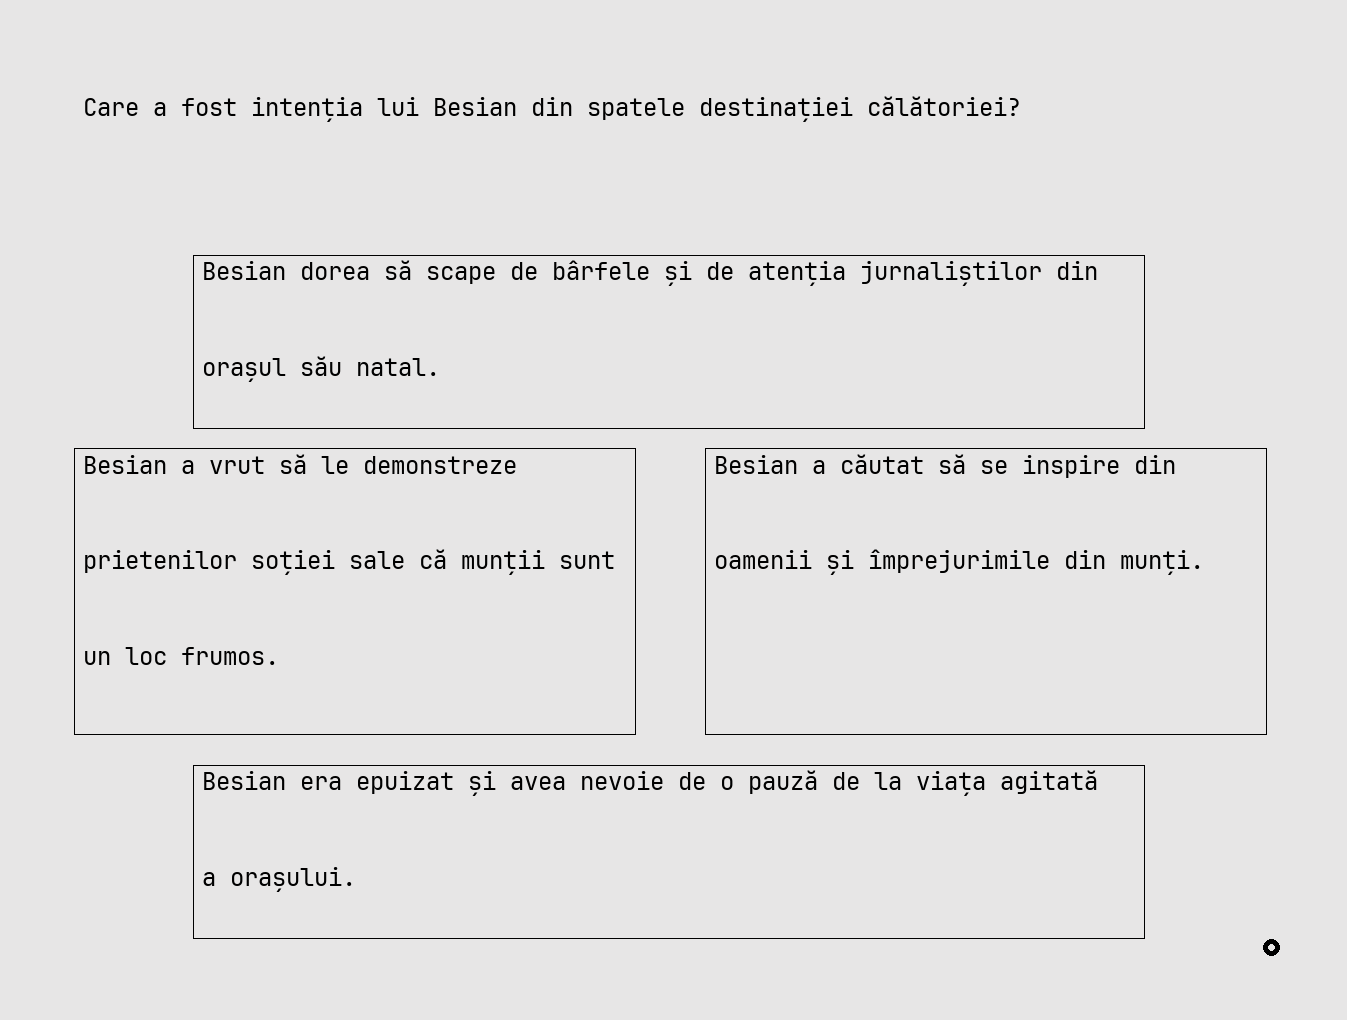 Care a fost intenția lui Besian din spatele destinației călătoriei?
Besian dorea să scape de bârfele și de atenția jurnaliștilor din
orașul său natal.
Besian a vrut să le demonstreze
prietenilor soției sale că munții sunt
un loc frumos.
Besian a căutat să se inspire din
oamenii și împrejurimile din munți.
Besian era epuizat și avea nevoie de o pauză de la viața agitată
a orașului.